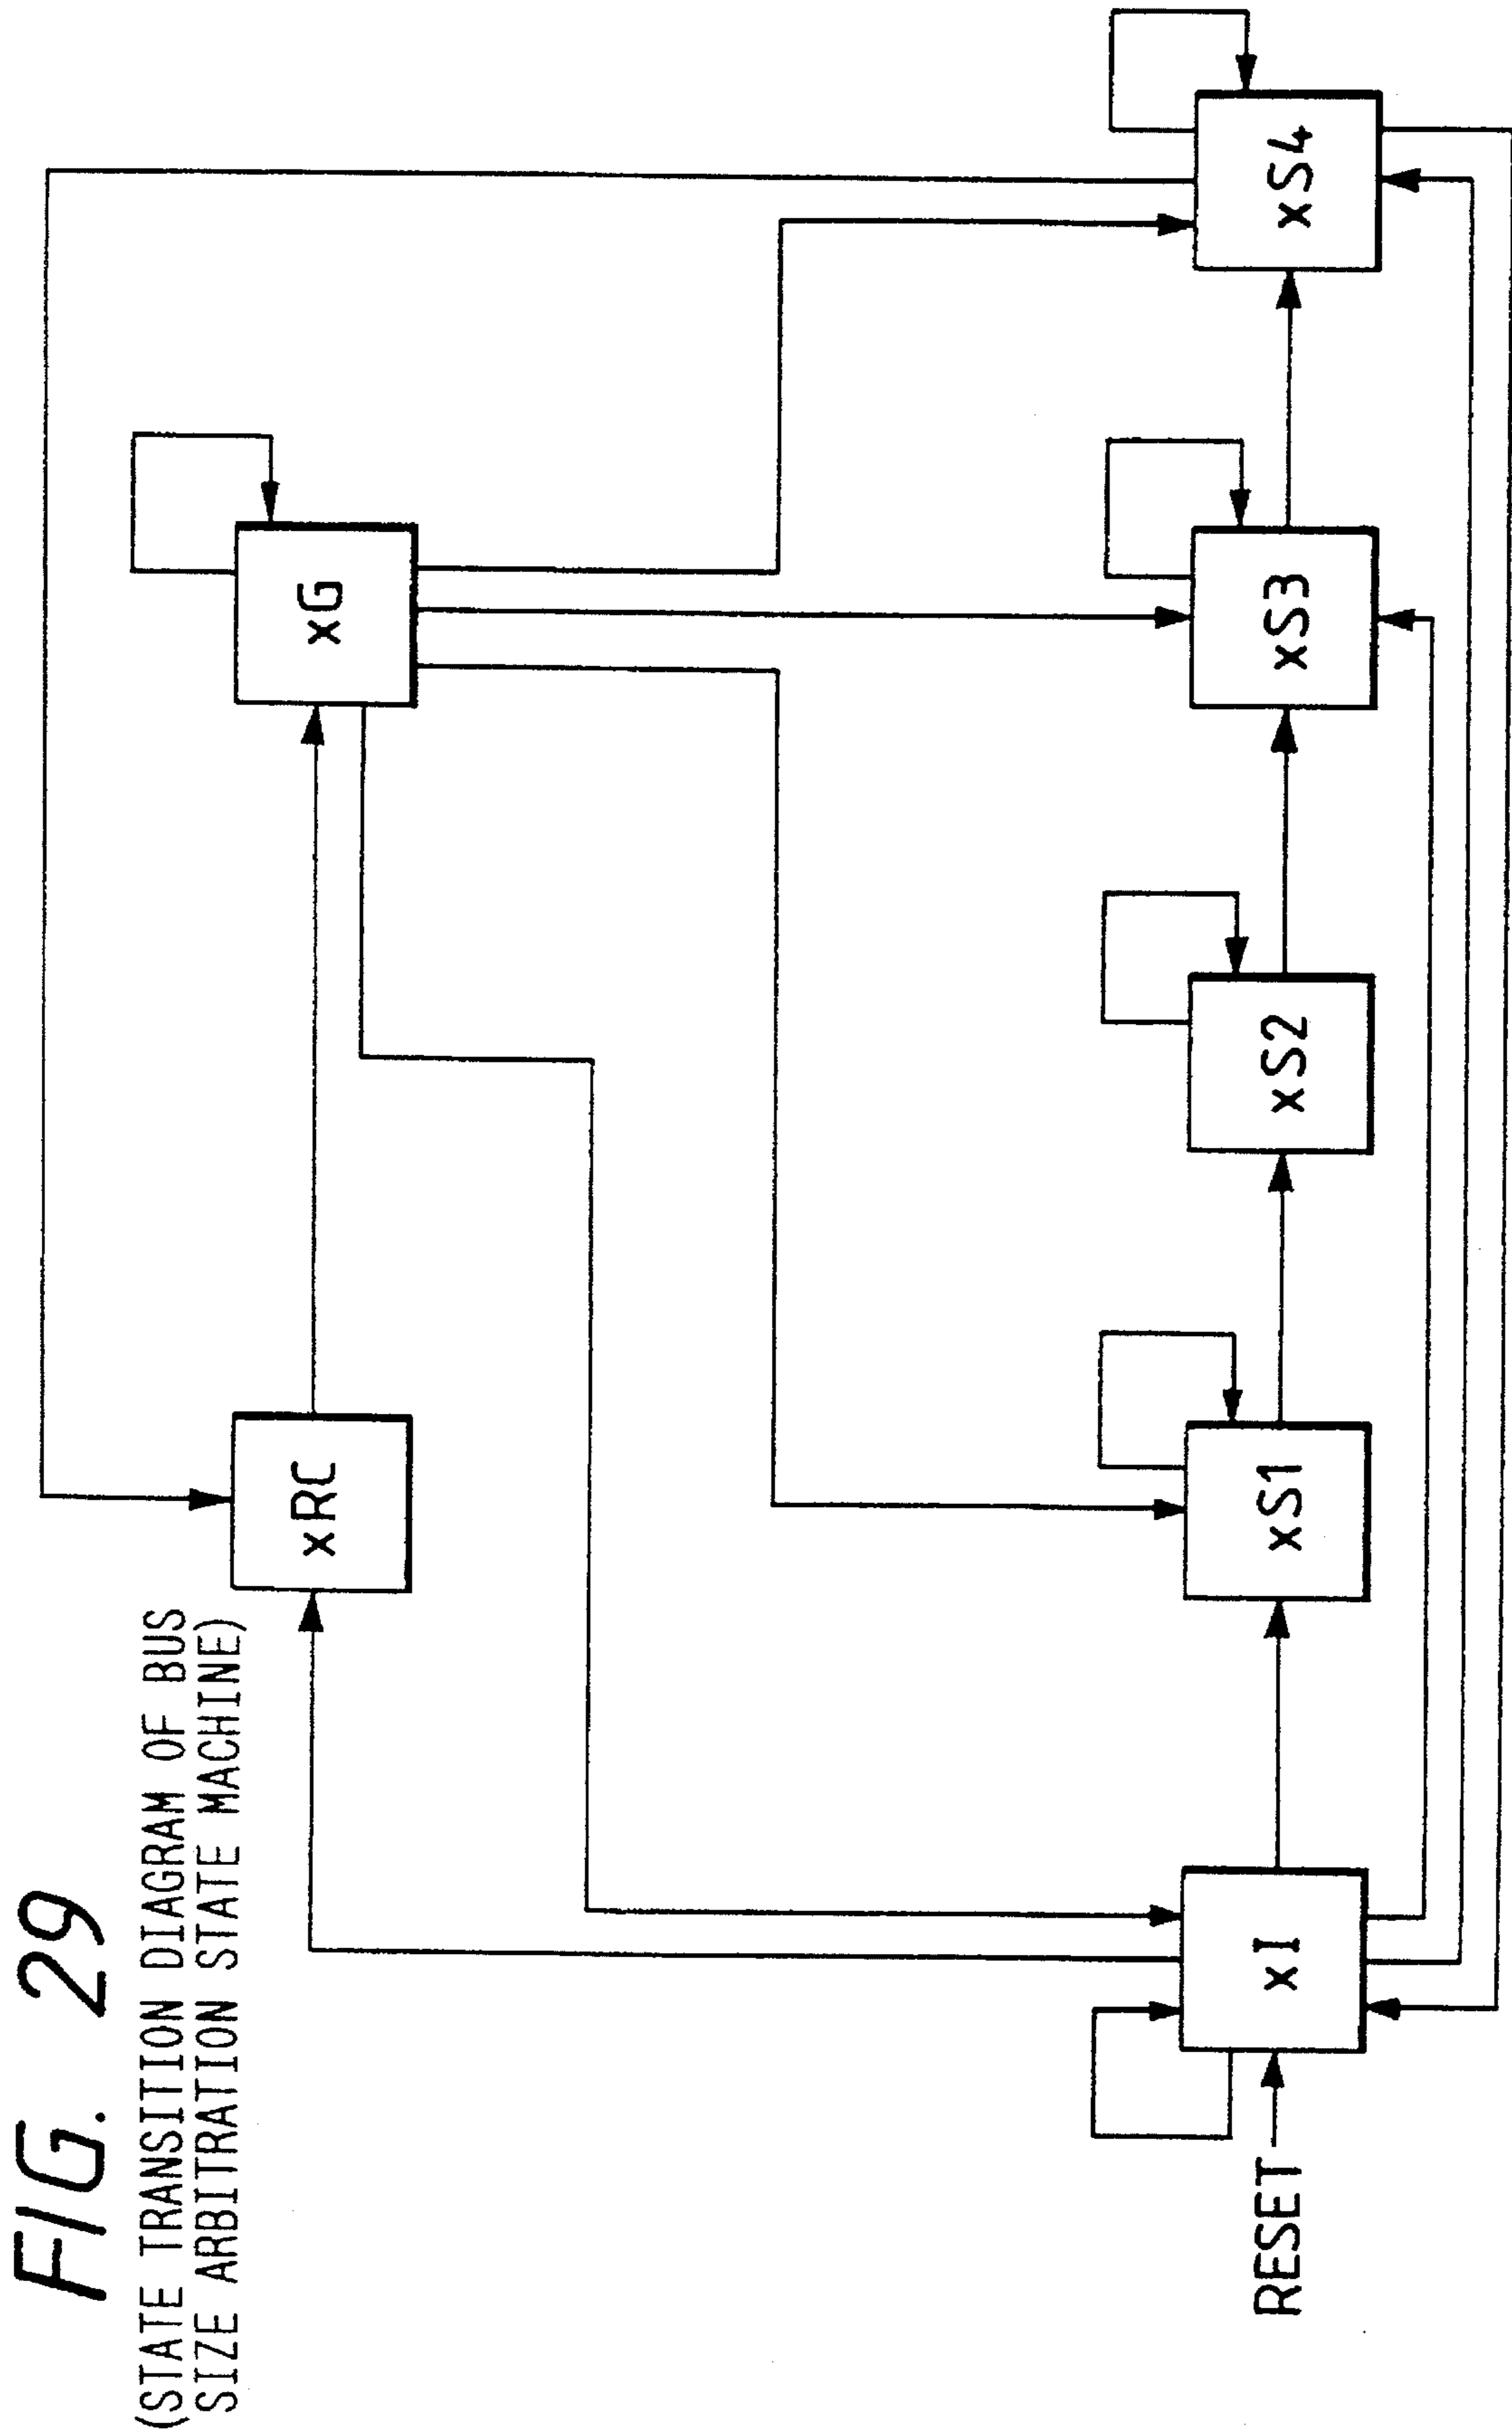 FIG. 29
(STATE TRANSITION DIAGRAM OF BUS
SIZE ARBITRATION STATE MACHINE)
xRC
xG
RESET
xI
xS1
xS2
xS3
xS4